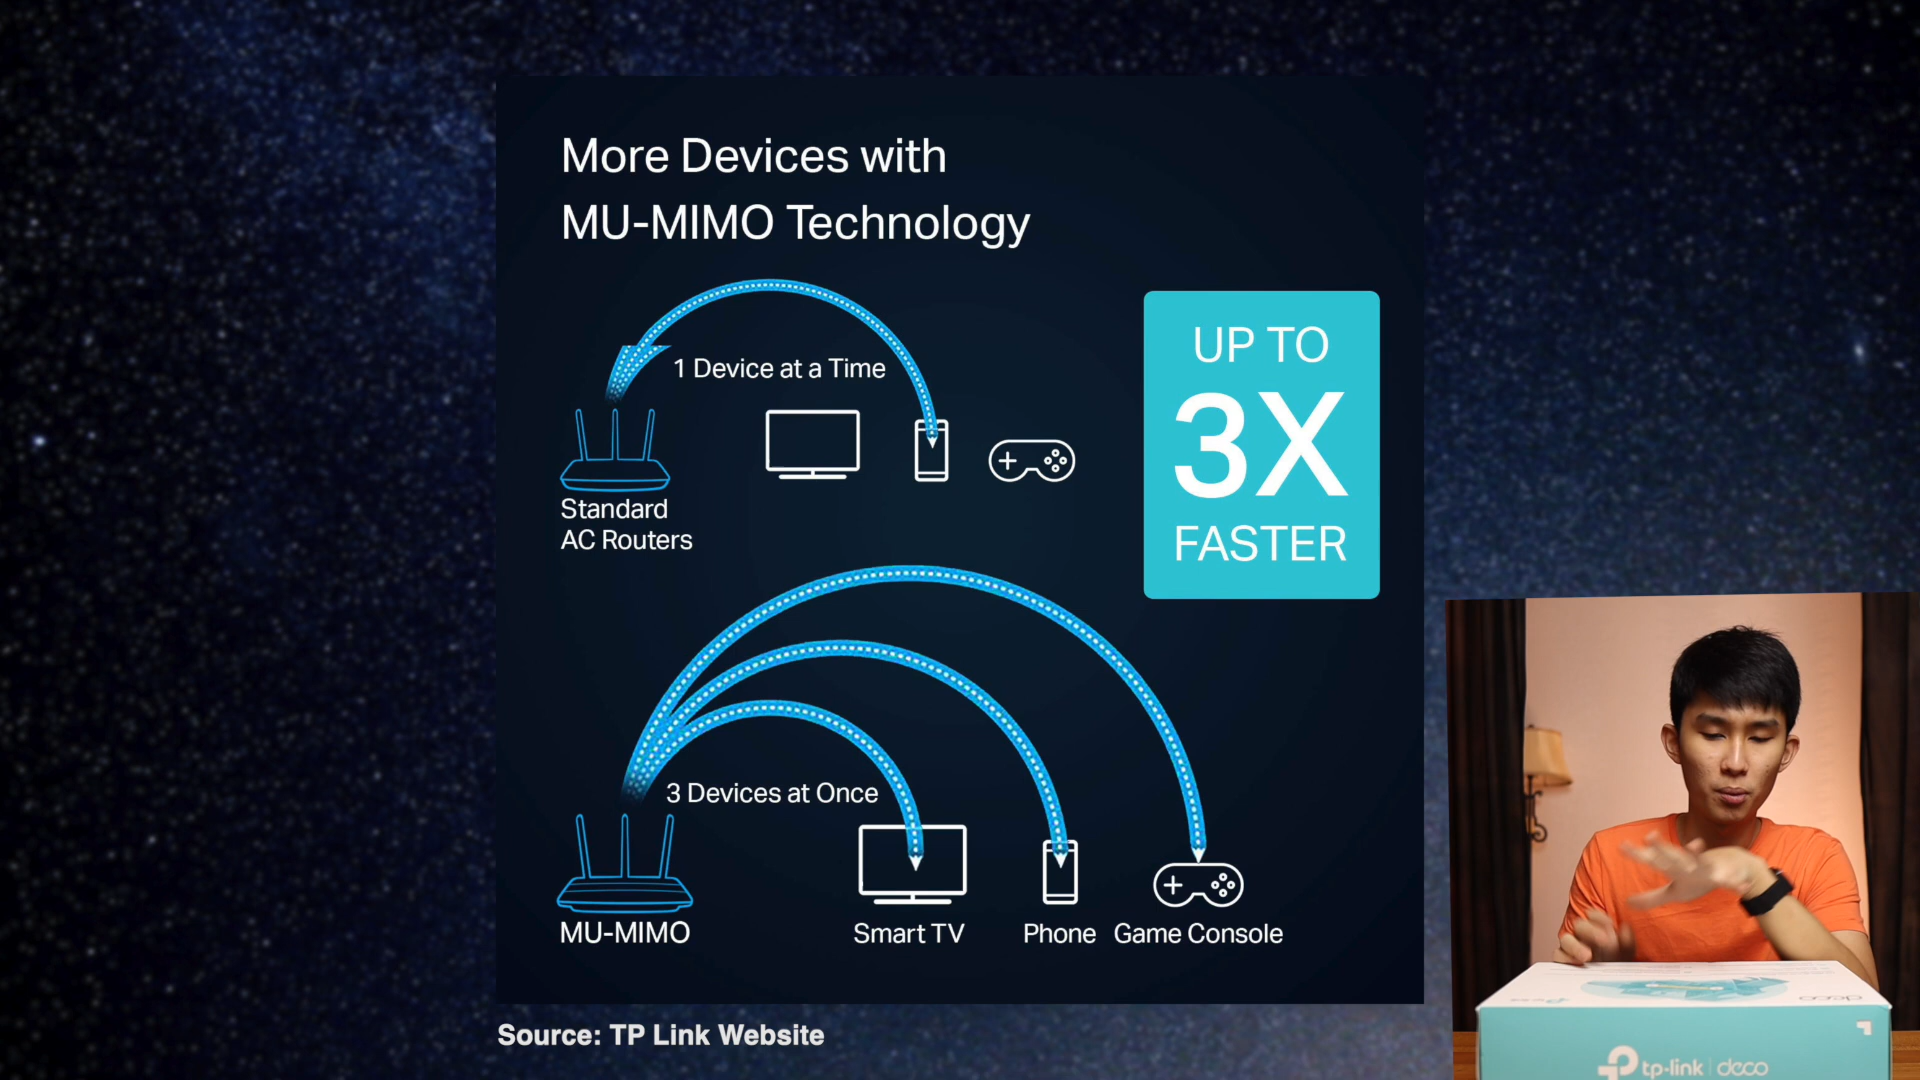 More Devices with
MU-MIMO Technology
1 Device at a Time
Standard
AC Routers
UP TO
3X
FASTER
3 Devices at Once
MU-MIMO
Smart TV
Phone
Game Console
Source: TP Link Website
deco
tp-link | deco